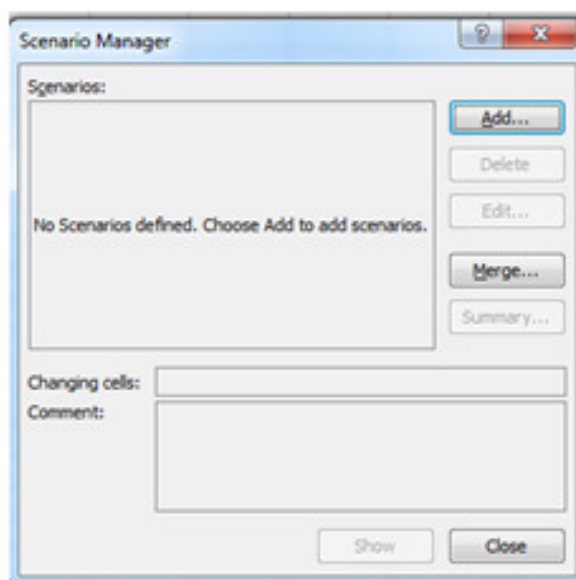 Scenario Manager
?
X
Scenarios:
Add...
Delete
Edit...
No Scenarios defined. Choose Add to add scenarios.
Merge...
Summary...
Changing cells:
Comment:
Show
Close